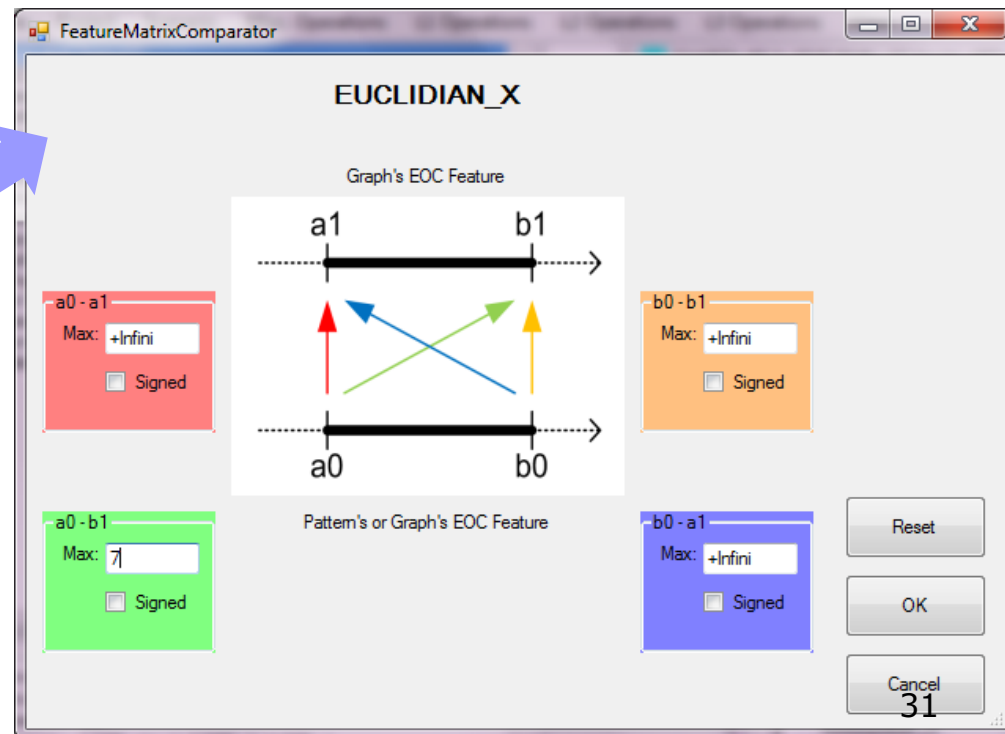 FeatureMatrixComparator
EUCLIDIAN_X
Graph's EOC Feature
a1 b1
a0 - a1
Max: +Infini
Signed
b0 - b1
Max: +Infini
Signed
a0 b0
Pattern's or Graph's EOC Feature
a0 - b1
Max: 7
Signed
b0 - a1
Max: +Infini
Signed
Reset
OK
Cancel
31